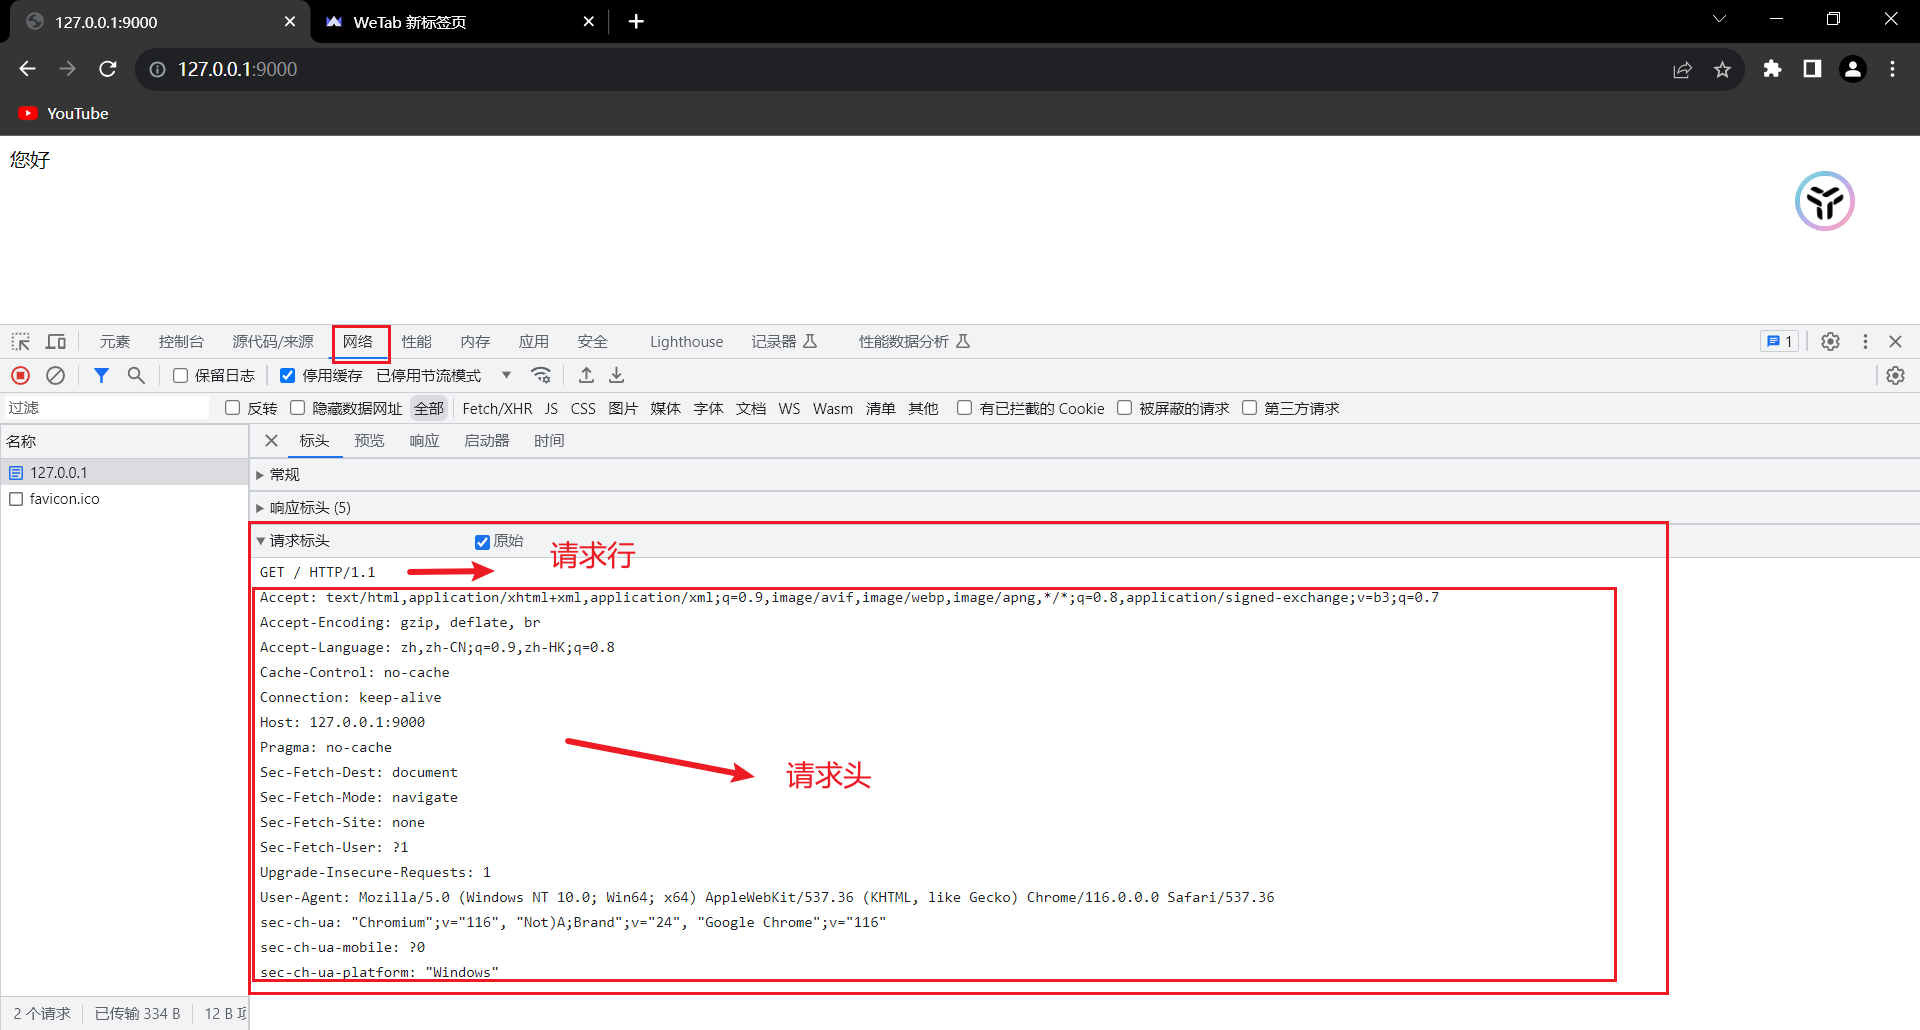 127.0.0.1:9000
WeTab 新标签页
127.0.0.1:9000
YouTube
您好
元素 控制台 源代码/来源 网络 性能 内存 应用 安全 Lighthouse 记录器 性能数据分析 1
保留日志 停用缓存 已停用节流模式
过滤 反转 隐藏数据网址 全部 Fetch/XHR JS CSS 图片 媒体 字体 文档 WS Wasm 清单 其他 有已拦截的 Cookie 被屏蔽的请求 第三方请求
名称 标头 预览 响应 启动器 时间
127.0.0.1
favicon.ico
常规
响应标头 (5)
请求标头 原始
请求行
GET / HTTP/1.1
Accept: text/html,application/xhtml+xml,application/xml;q=0.9,image/avif,image/webp,image/apng,*/*;q=0.8,application/signed-exchange;v=b3;q=0.7
Accept-Encoding: gzip, deflate, br
Accept-Language: zh,zh-CN;q=0.9,zh-HK;q=0.8
Cache-Control: no-cache
Connection: keep-alive
Host: 127.0.0.1:9000
Pragma: no-cache
Sec-Fetch-Dest: document
请求头
Sec-Fetch-Mode: navigate
Sec-Fetch-Site: none
Sec-Fetch-User: ?1
Upgrade-Insecure-Requests: 1
User-Agent: Mozilla/5.0 (Windows NT 10.0; Win64; x64) AppleWebKit/537.36 (KHTML, like Gecko) Chrome/116.0.0.0 Safari/537.36
sec-ch-ua: "Chromium";v="116", "Not)A;Brand";v="24", "Google Chrome";v="116"
sec-ch-ua-mobile: ?0
sec-ch-ua-platform: "Windows"
2 个请求 已传输 334 B 12 B